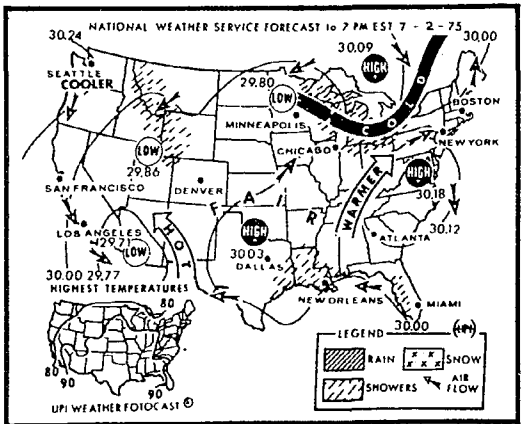 NATIONAL WEATHER SERVICE FORECAST to 7 PM EST 7 - 2 - 75
30.24
30.09
30.00
HIGH
SEATTLE
COOLER
29.80
LOW
COLD
BOSTON
MINNEAPOLIS
CHICAGO
NEW YORK
LOW
29.86
DENVER
FAIR
WARMER
HIGH
30.18
SAN FRANCISCO
LOS ANGELES
29.71
LOW
HOT
HIGH
30.03
DALLAS
ATLANTA
30.12
30.00
29.77
NEW ORLEANS
MIAMI
30.00
HIGHEST TEMPERATURES
80
80
90
90
UPI WEATHER FOTOCAST ®
LEGEND
(UPI)
RAIN
SNOW
SHOWERS
AIR
FLOW